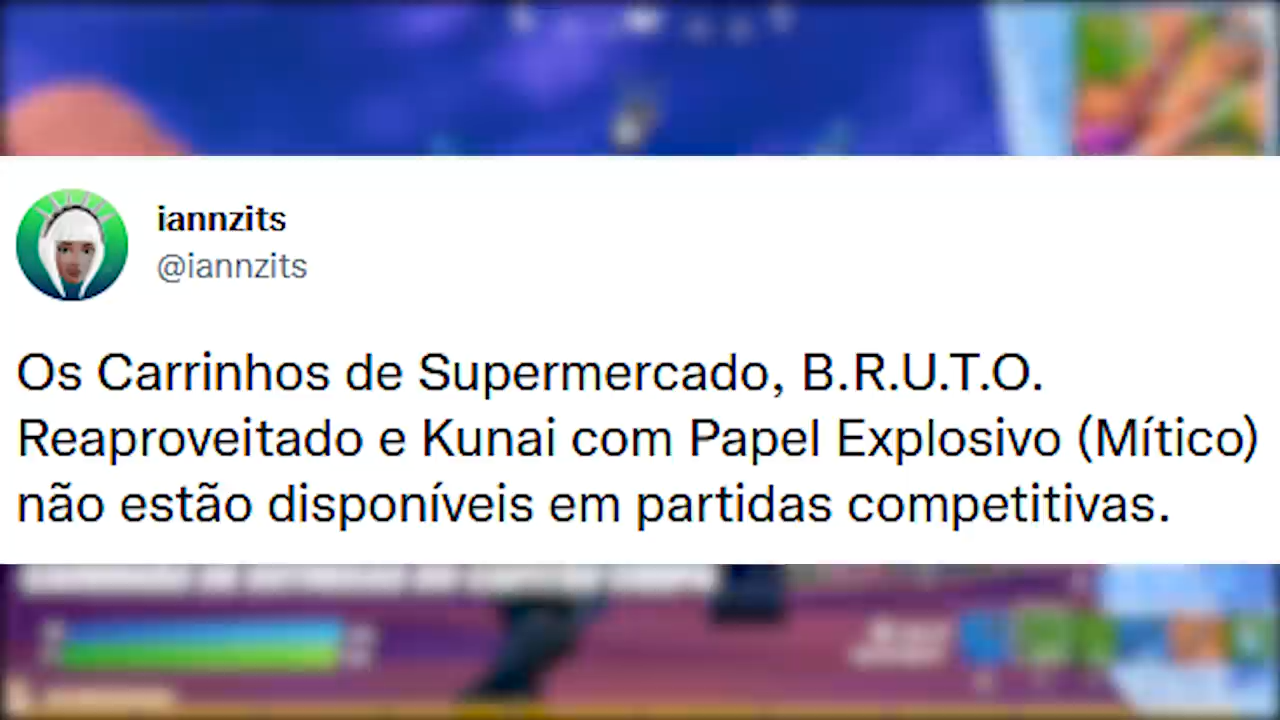 iannzits
@iannzits
Os Carrinhos de Supermercado, B.R.U.T.O.
Reaproveitado e Kunai com Papel Explosivo (Mítico)
não estão disponíveis em partidas competitivas.